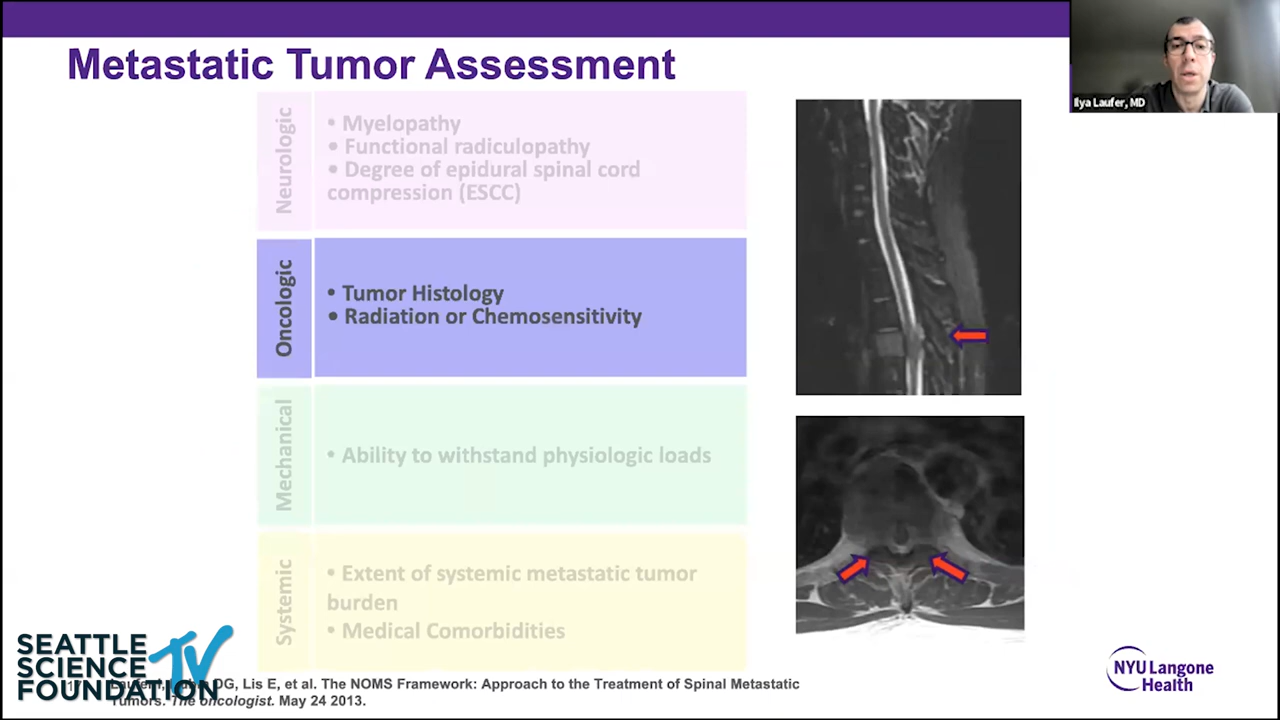 Metastatic Tumor Assessment
Ilya Laufer, MD
Neurologic
• Myelopathy
• Functional radiculopathy
• Degree of epidural spinal cord
compression (ESCC)
Oncologic
• Tumor Histology
• Radiation or Chemosensitivity
Mechanical
• Ability to withstand physiologic loads
Systemic
• Extent of systemic metastatic tumor
burden
• Medical Comorbidities
SEATTLE
SCIENCE
FOUNDATION
TV
OG, Lis E, et al. The NOMS Framework: Approach to the Treatment of Spinal Metastatic
Tumors. The oncologist. May 24 2013.
NYU Langone
Health